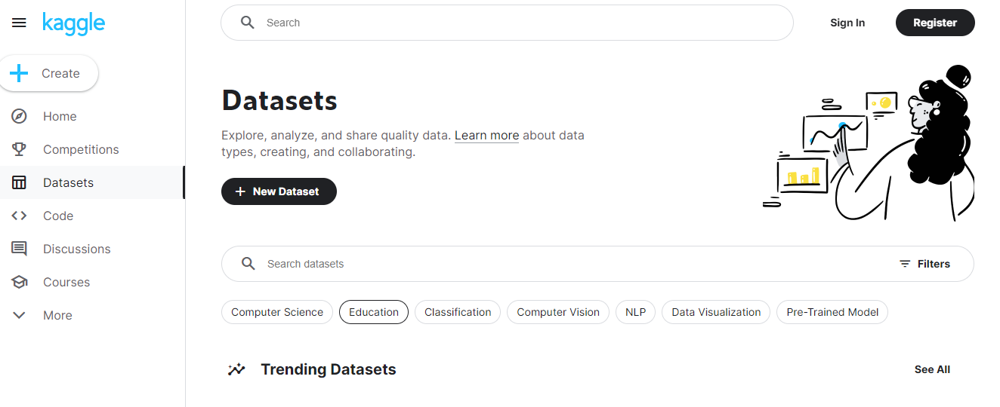 kaggle
Search
Sign In
Register
Create
Home
Competitions
Datasets
Code
Discussions
Courses
More
Datasets
Explore, analyze, and share quality data. Learn more about data
types, creating, and collaborating.
New Dataset
Search datasets
Filters
Computer Science
Education
Classification
Computer Vision
NLP
Data Visualization
Pre-Trained Model
Trending Datasets
See All